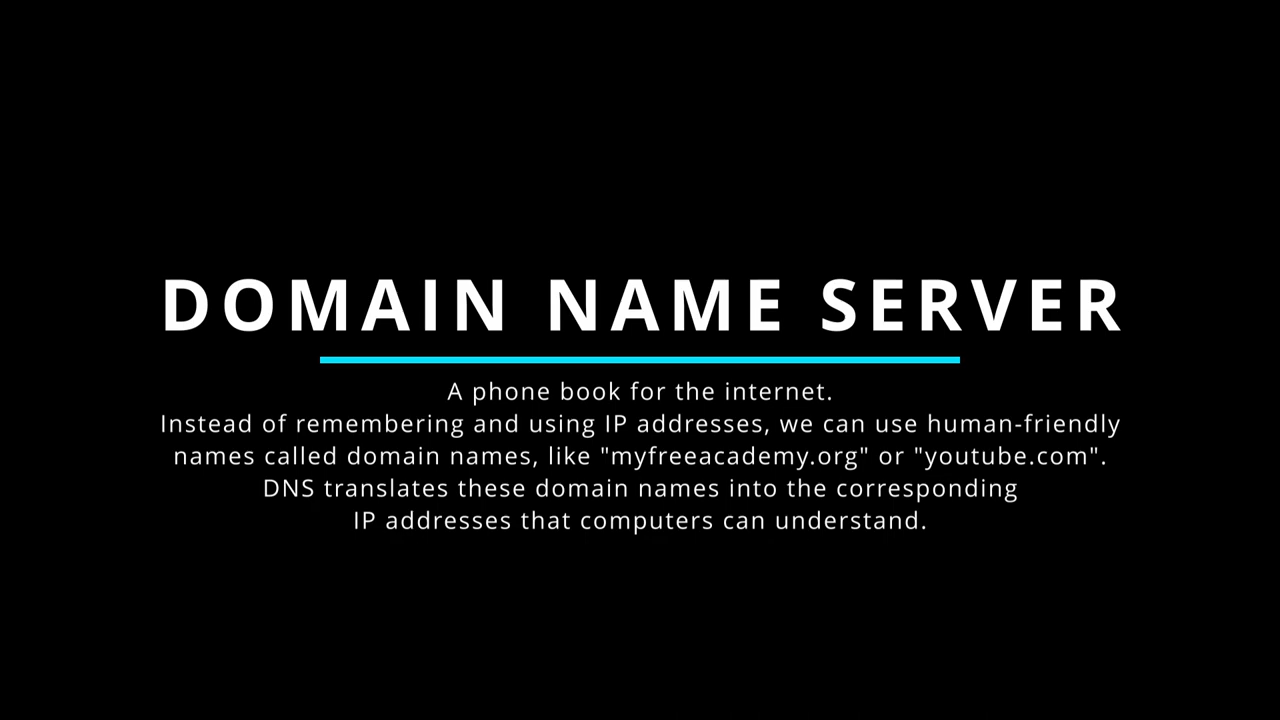 DOMAIN NAME SERVER
A phone book for the internet.
Instead of remembering and using IP addresses, we can use human-friendly
names called domain names, like "myfreeacademy.org" or "youtube.com".
DNS translates these domain names into the corresponding
IP addresses that computers can understand.